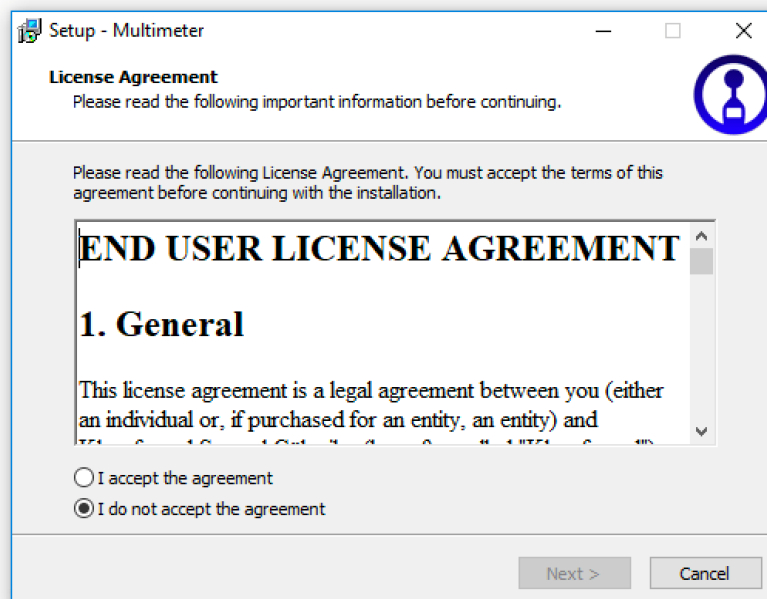 Setup - Multimeter
License Agreement
Please read the following important information before continuing.
Please read the following License Agreement. You must accept the terms of this
agreement before continuing with the installation.
END USER LICENSE AGREEMENT
1. General
This license agreement is a legal agreement between you (either
an individual or, if purchased for an entity, an entity) and
I accept the agreement
I do not accept the agreement
Next >
Cancel